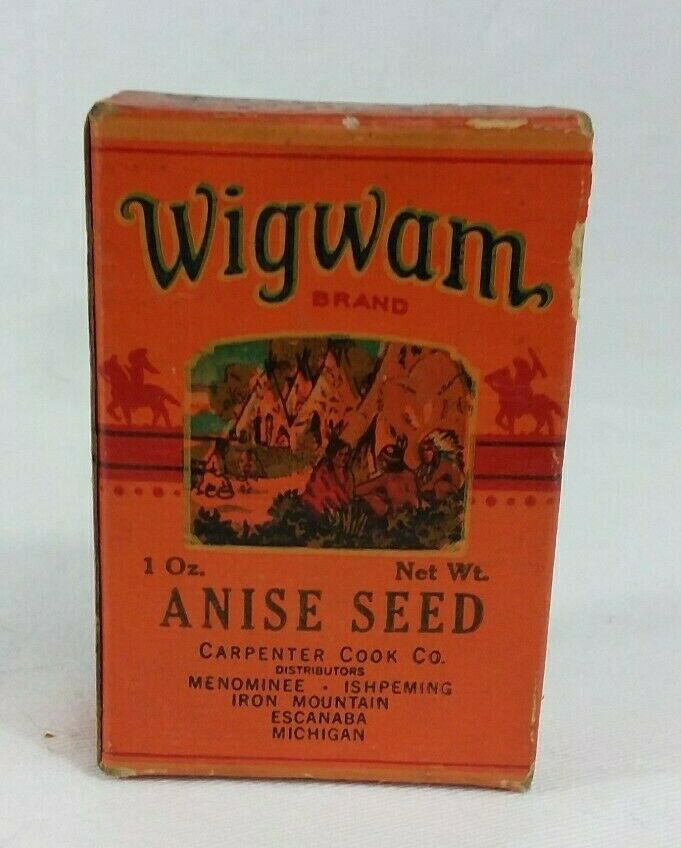 Wigwam
BRAND
1 Oz. Net Wt.
ANISE SEED
CARPENTER COOK CO.
DISTRIBUTORS
MENOMINEE · ISHPEMING
IRON MOUNTAIN
ESCANABA
MICHIGAN